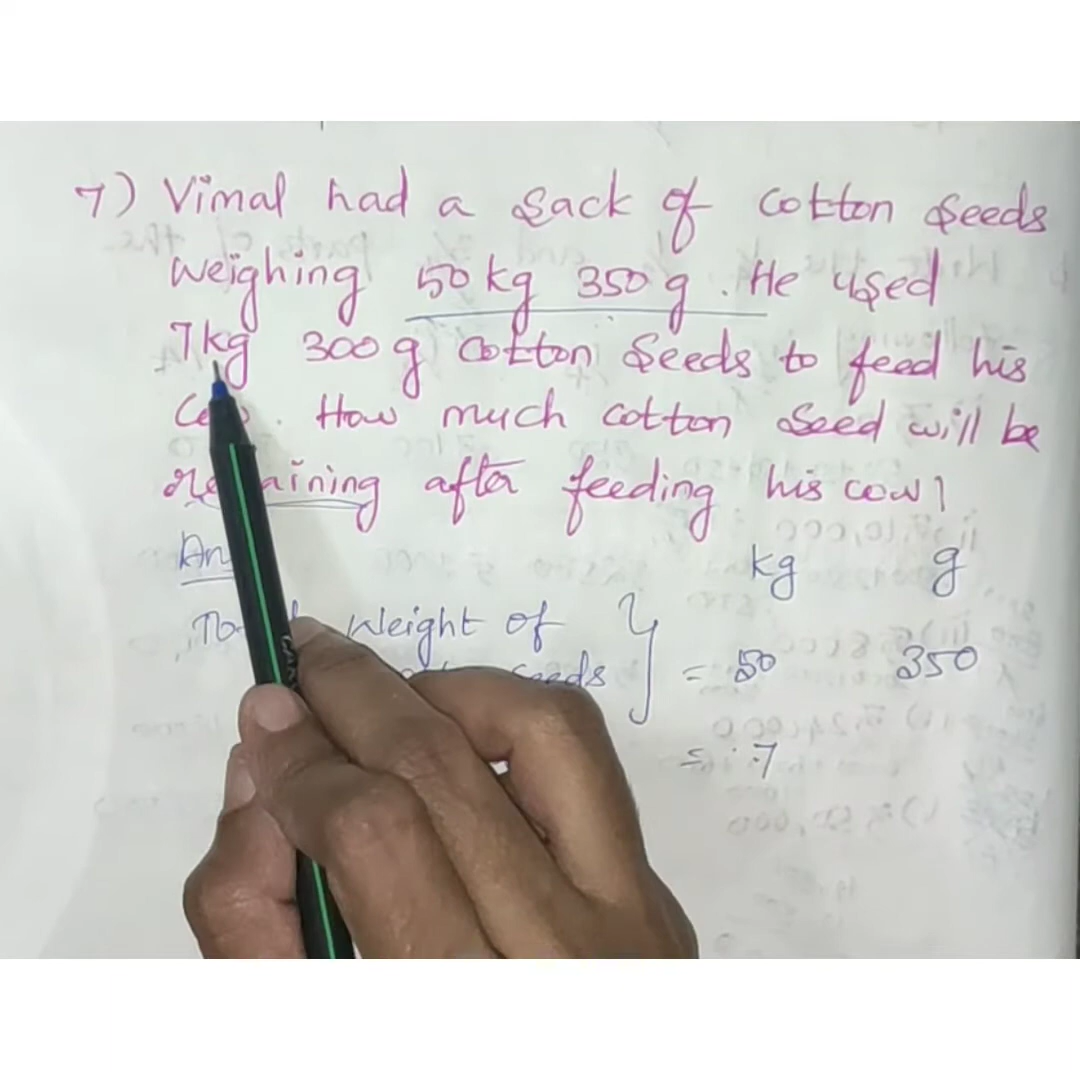 7) Vimal had a sack of cotton seeds
weighing 50 kg 350 g. He used
7 kg 300 g cotton seeds to feed his
How much cotton seed will be
after feeding his cow?
kg g
Weight of
seeds } = 50 350
= 7